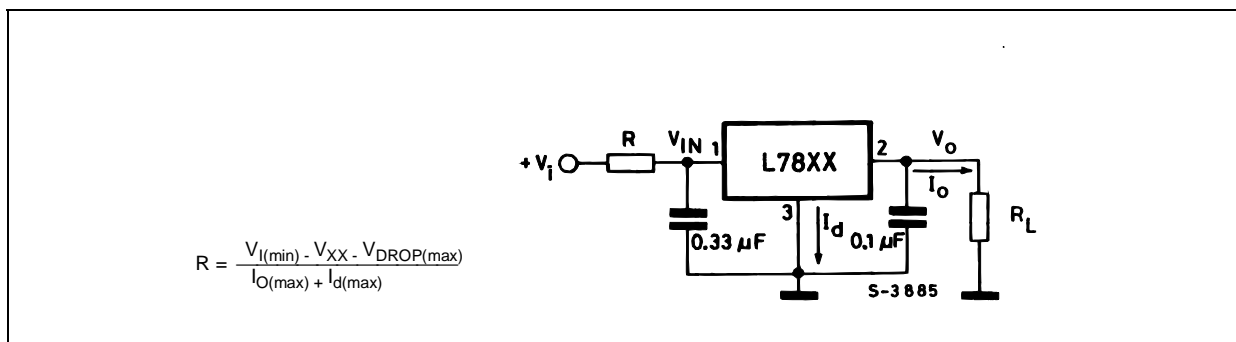 R
V_IN
1
L78XX
2
V_o
+ V_i
I_o
3
I_d
R_L
0.33 µF
0.1 µF
R = V_I(min) - V_XX - V_DROP(max)
I_O(max) + I_d(max)
S-3885